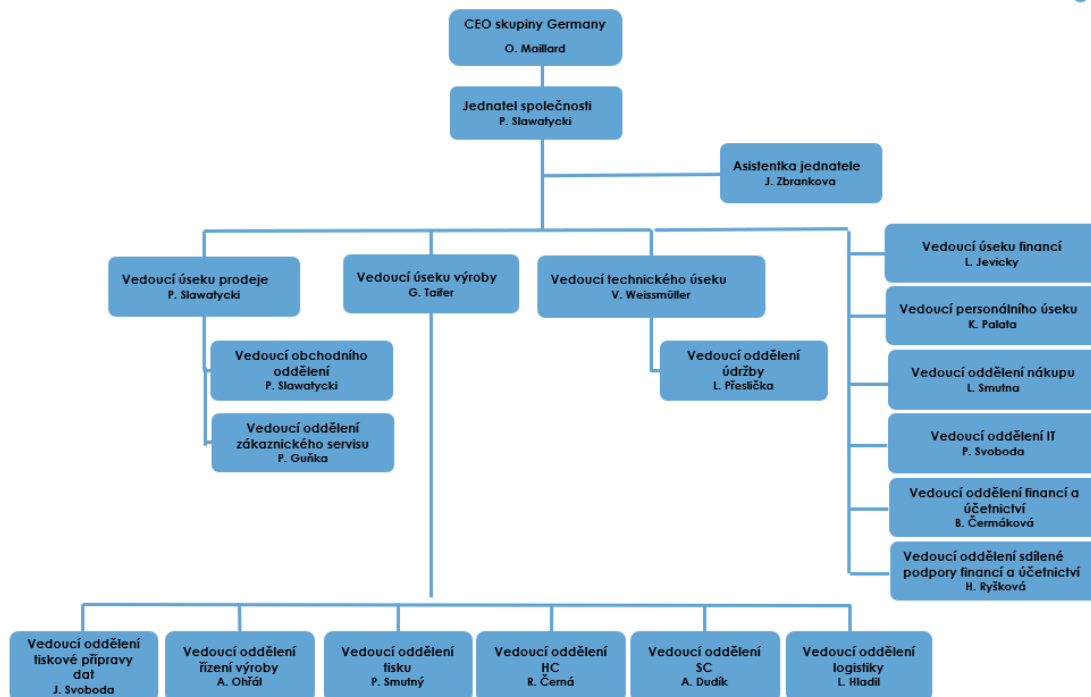 CEO skupiny Germany
O. Maillard
Jednatel společnosti
P. Slawatycki
Asistentka jednatele
J. Zbrankova
Vedoucí úseku prodeje
P. Slawatycki
Vedoucí úseku výroby
G. Taifer
Vedoucí technického úseku
V. Weissmüller
Vedoucí úseku financí
L. Jevicky
Vedoucí personálního úseku
K. Palata
Vedoucí obchodního
oddělení
P. Slawatycki
Vedoucí oddělení
údržby
L. Přeslička
Vedoucí oddělení nákupu
L. Smutna
Vedoucí oddělení
zákaznického servisu
P. Guňka
Vedoucí oddělení IT
P. Svoboda
Vedoucí oddělení financí a
účetnictví
B. Čermáková
Vedoucí oddělení sdílené
podpory financí a účetnictví
H. Ryšková
Vedoucí oddělení
tiskové přípravy
dat
J. Svoboda
Vedoucí oddělení
řízení výroby
A. Ohřál
Vedoucí oddělení
tisku
P. Smutný
Vedoucí oddělení
HC
R. Černá
Vedoucí oddělení
SC
A. Dudík
Vedoucí oddělení
logistiky
L. Hladil